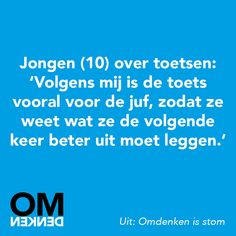 Jongen (10) over toetsen:
‘Volgens mij is de toets
vooral voor de juf, zodat ze
weet wat ze de volgende
keer beter uit moet leggen.’
OM
DENKEN
Uit: Omdenken is stom